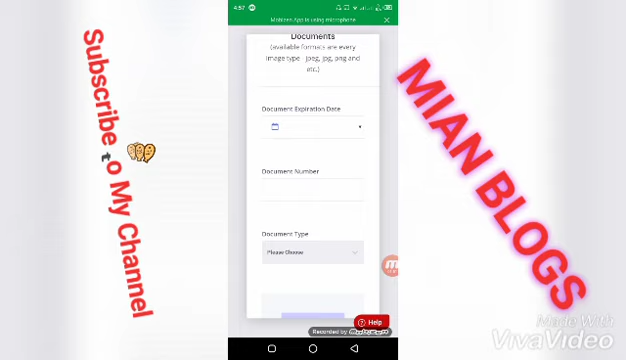 4:57
Mobizen App is using microphone
Documents
(available formats are every
image type - jpeg, jpg, png and
etc.)
Document Expiration Date
Document Number
Document Type
Please Choose
Help
Recorded by
Subscribe to My Channel
MIAN BLOGS
Made With
VivaVideo